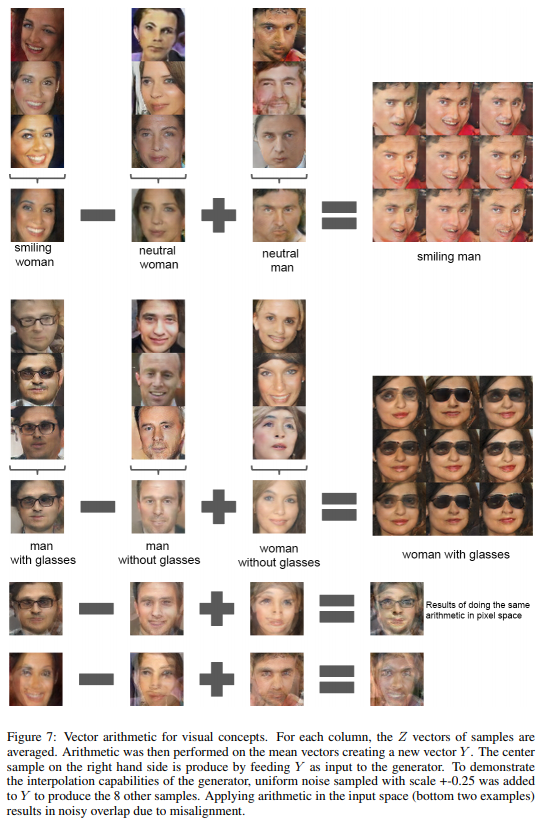 smiling
woman
neutral
woman
neutral
man
smiling man
man
with glasses
man
without glasses
woman
without glasses
woman with glasses
Results of doing the same
arithmetic in pixel space
Figure 7: Vector arithmetic for visual concepts. For each column, the Z vectors of samples are
averaged. Arithmetic was then performed on the mean vectors creating a new vector Y. The center
sample on the right hand side is produce by feeding Y as input to the generator. To demonstrate
the interpolation capabilities of the generator, uniform noise sampled with scale +-0.25 was added
to Y to produce the 8 other samples. Applying arithmetic in the input space (bottom two examples)
results in noisy overlap due to misalignment.